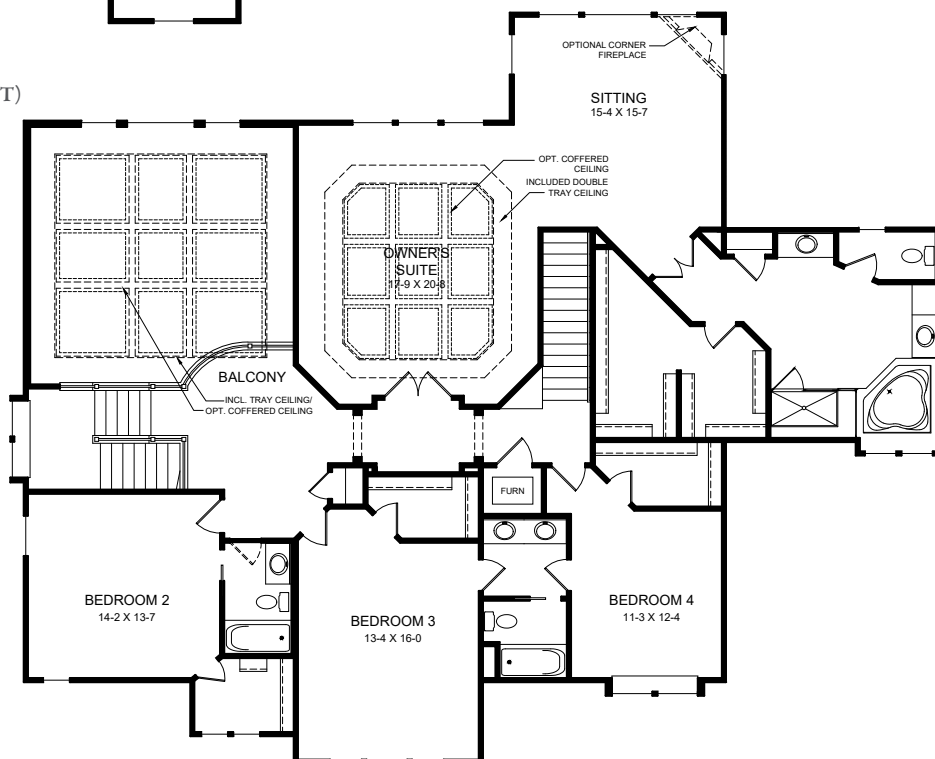 T)
OPTIONAL CORNER
FIREPLACE
SITTING
15-4 X 15-7
OPT. COFFERED
CEILING
INCLUDED DOUBLE
TRAY CEILING
OWNER'S
SUITE
17-9 X 20-8
BALCONY
INCL. TRAY CEILING/
OPT. COFFERED CEILING
FURN
BEDROOM 2
14-2 X 13-7
BEDROOM 3
13-4 X 16-0
BEDROOM 4
11-3 X 12-4